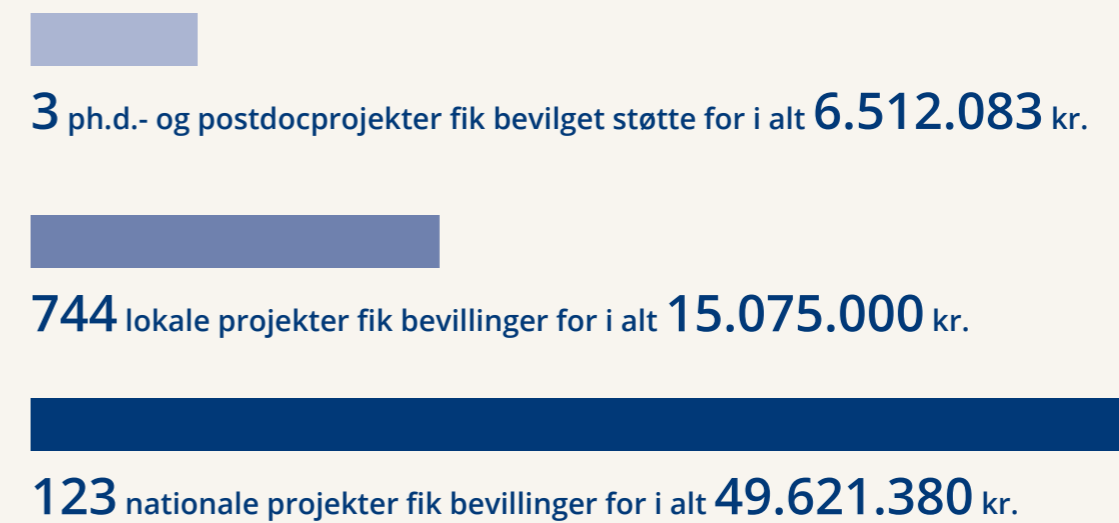 3 ph.d.- og postdocprojekter fik bevilget støtte for i alt 6.512.083 kr.
744 lokale projekter fik bevillinger for i alt 15.075.000 kr.
123 nationale projekter fik bevillinger for i alt 49.621.380 kr.